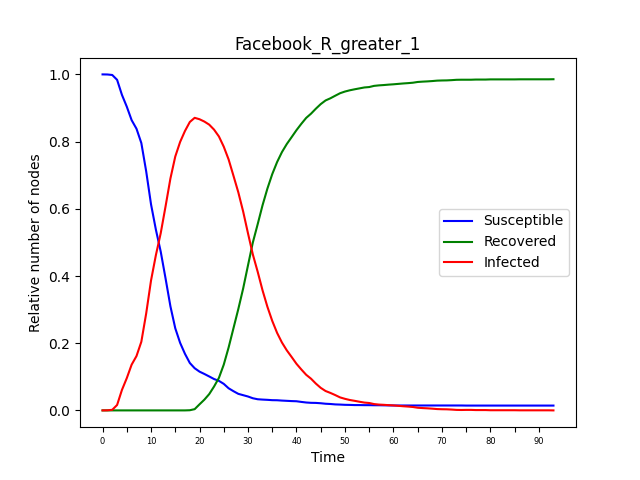 Facebook_R_greater_1
Relative number of nodes
1.0
0.8
0.6
0.4
0.2
0.0
Susceptible
Recovered
Infected
0 10 20 30 40 50 60 70 80 90
Time